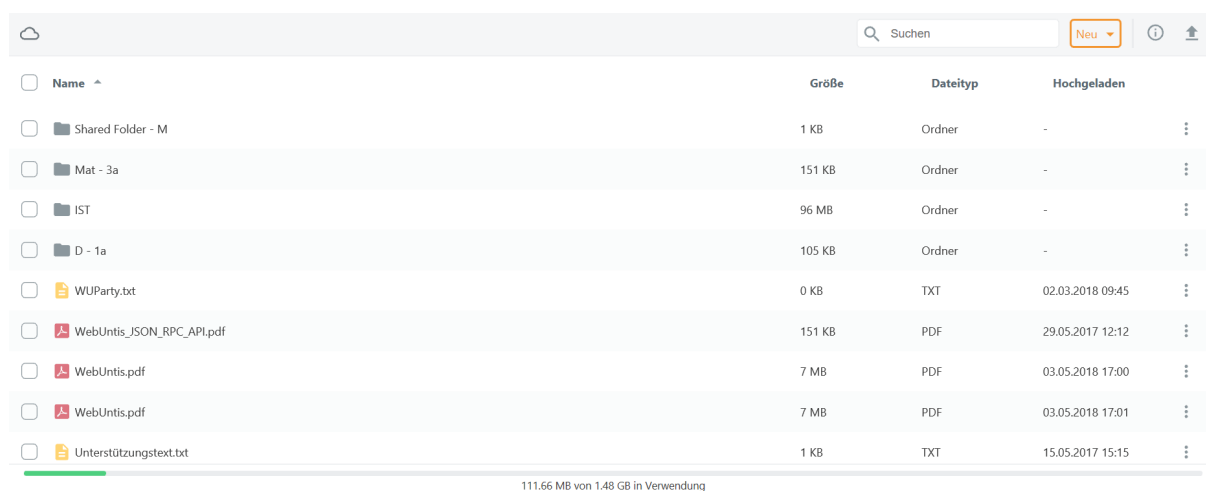 Suchen Neu
Name Größe Dateityp Hochgeladen
Shared Folder - M 1 KB Ordner -
Mat - 3a 151 KB Ordner -
IST 96 MB Ordner -
D - 1a 105 KB Ordner -
WUParty.txt 0 KB TXT 02.03.2018 09:45
WebUntis_JSON_RPC_API.pdf 151 KB PDF 29.05.2017 12:12
WebUntis.pdf 7 MB PDF 03.05.2018 17:00
WebUntis.pdf 7 MB PDF 03.05.2018 17:01
Unterstützungstext.txt 1 KB TXT 15.05.2017 15:15
111.66 MB von 1.48 GB in Verwendung